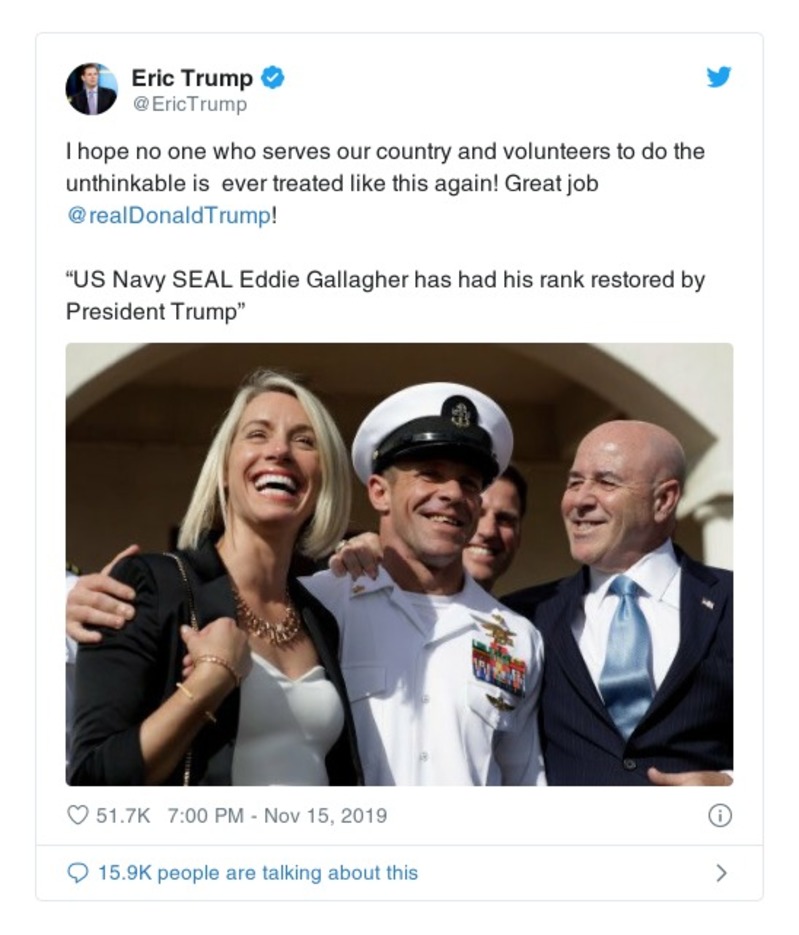 Eric Trump
@EricTrump
I hope no one who serves our country and volunteers to do the
unthinkable is  ever treated like this again! Great job
@realDonaldTrump!
“US Navy SEAL Eddie Gallagher has had his rank restored by
President Trump”
51.7K 7:00 PM - Nov 15, 2019
15.9K people are talking about this